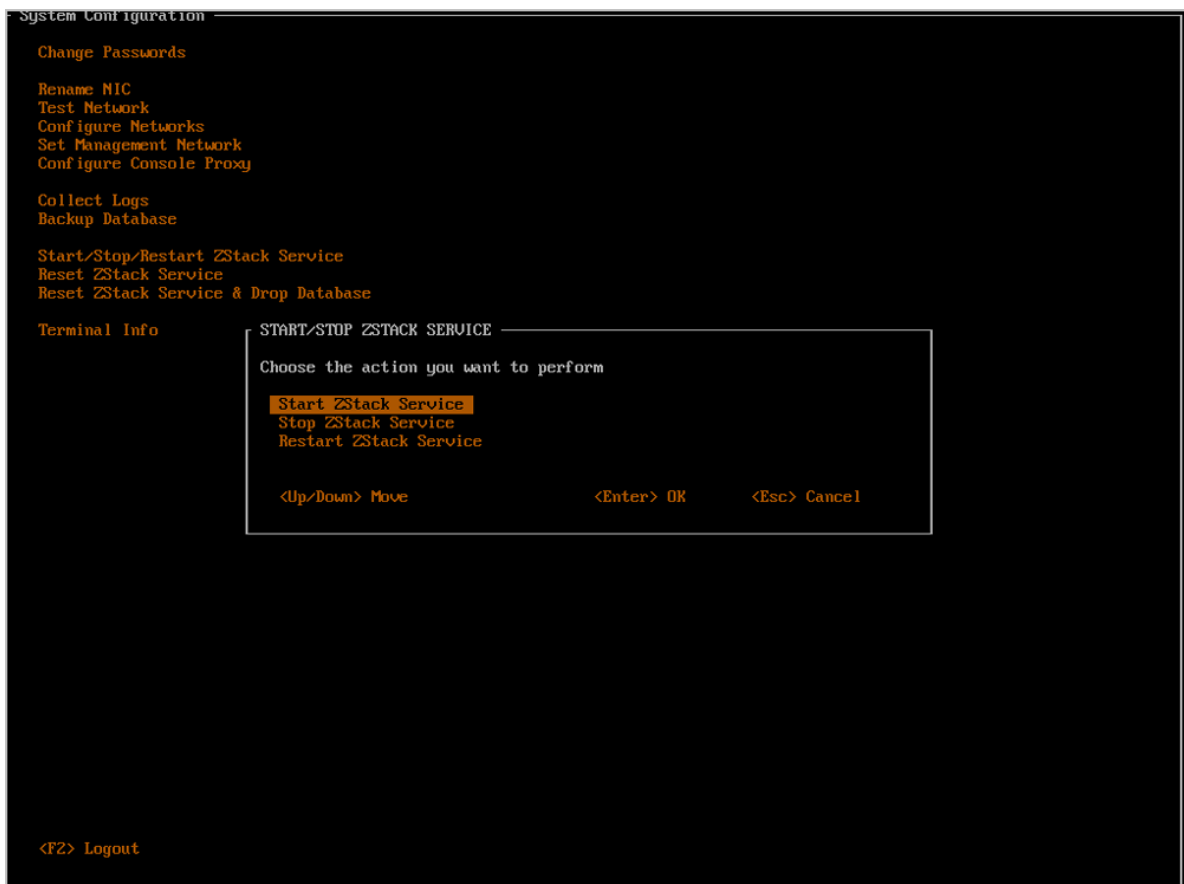 System Configuration
Change Passwords
Rename NIC
Test Network
Configure Networks
Set Management Network
Configure Console Proxy
Collect Logs
Backup Database
Start/Stop/Restart ZStack Service
Reset ZStack Service
Reset ZStack Service & Drop Database
Terminal Info
START/STOP ZSTACK SERVICE
Choose the action you want to perform
Start ZStack Service
Stop ZStack Service
Restart ZStack Service
<Up/Down> Move <Enter> OK <Esc> Cancel
<F2> Logout